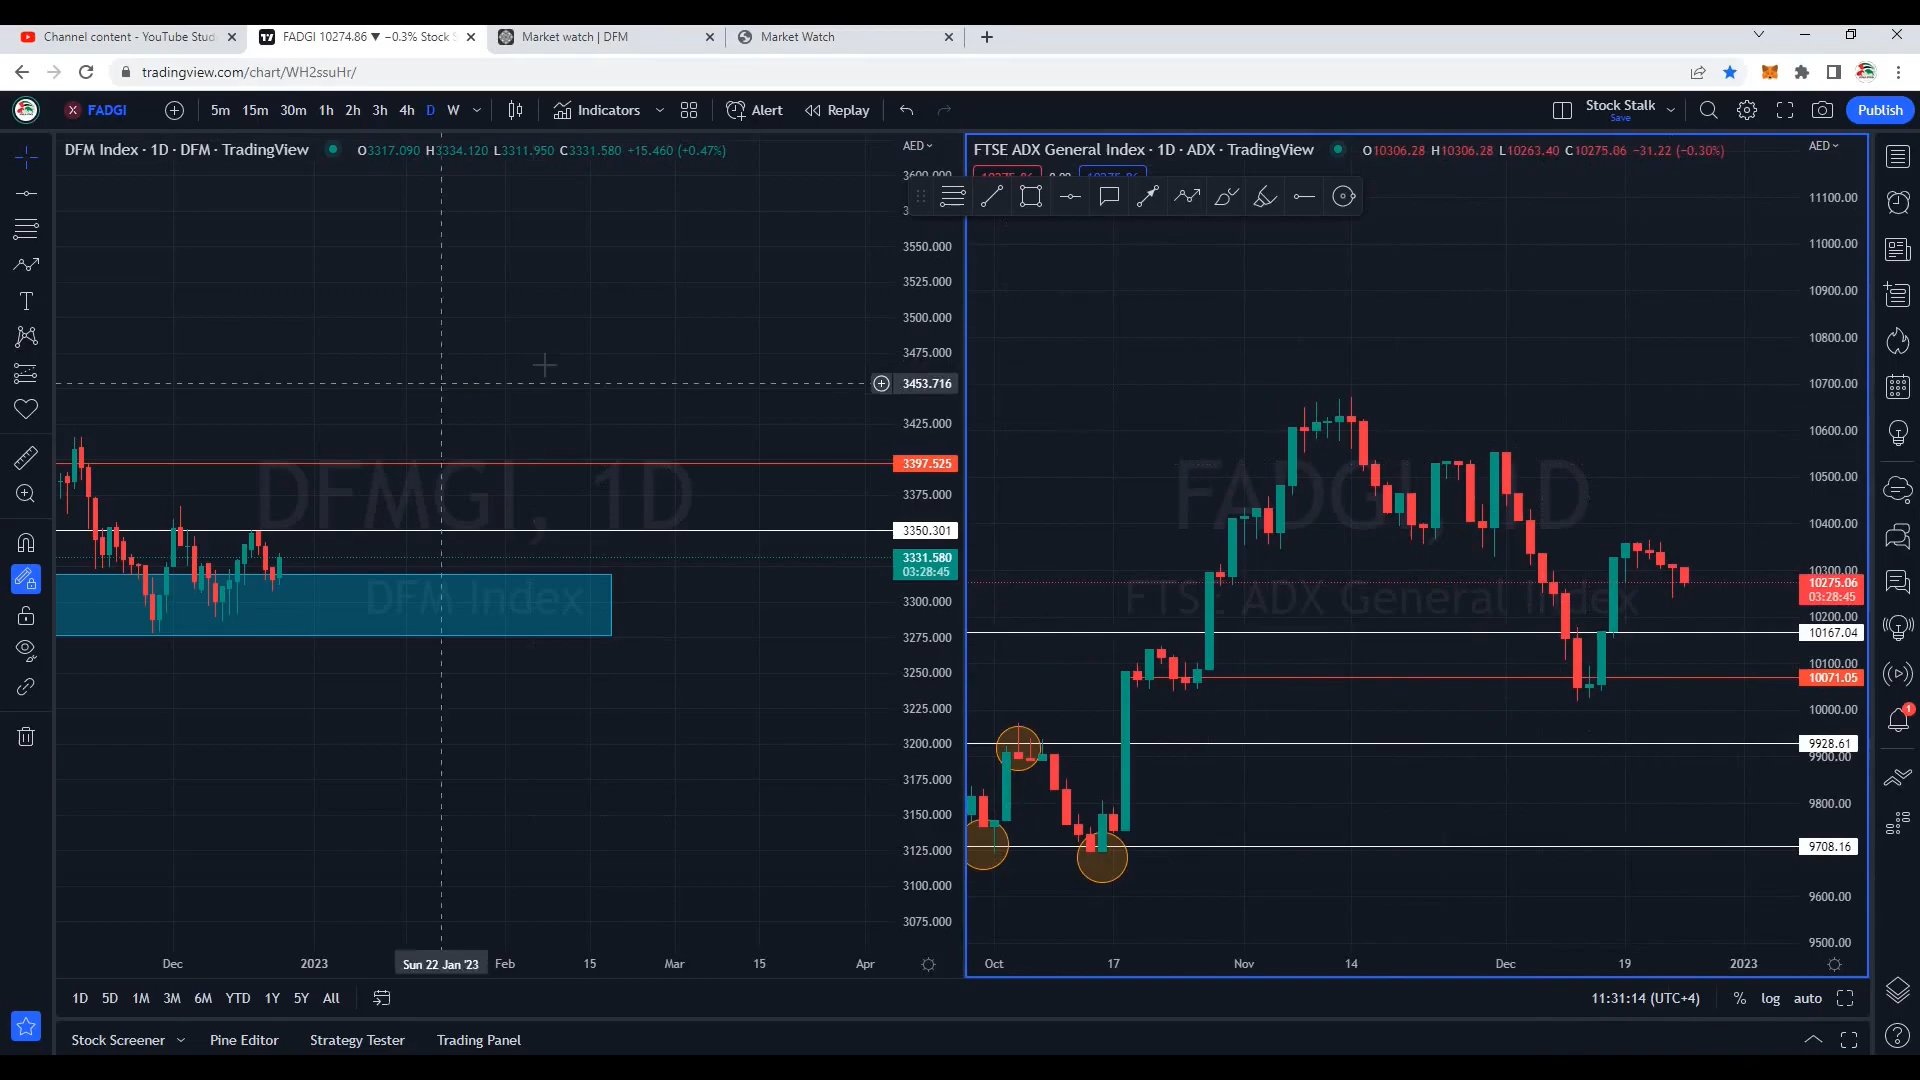 Channel content - YouTube Stud
FADGI 10274.86 ▼ −0.3% Stock S
Market watch | DFM
Market Watch
tradingview.com/chart/WH2ssuHr/
FADGI
5m 15m 30m 1h 2h 3h 4h D W
Indicators
Alert
Replay
Stock Stalk
Save
Publish
DFM Index · 1D · DFM · TradingView
O3317.090 H3334.120 L3311.950 C3331.580 +15.460 (+0.47%)
AED
3550.000
3525.000
3500.000
3475.000
3453.716
3425.000
3397.525
3375.000
3350.301
3331.580
03:28:45
3300.000
3275.000
3250.000
3225.000
3200.000
3175.000
3150.000
3125.000
3100.000
3075.000
DFMGI, 1D
DFM Index
Dec 2023 Sun 22 Jan '23 Feb 15 Mar 15 Apr
FTSE ADX General Index · 1D · ADX · TradingView
O10306.28 H10306.28 L10263.40 C10275.06 −31.22 (−0.30%)
AED
11100.00
11000.00
10900.00
10800.00
10700.00
10600.00
10500.00
10400.00
10300.00
10275.06
03:28:45
10200.00
10167.04
10100.00
10071.05
10000.00
9928.61
9900.00
9800.00
9708.16
9600.00
9500.00
FADGI, 1D
FTSE ADX General Index
Oct 17 Nov 14 Dec 19 2023
1
1D 5D 1M 3M 6M YTD 1Y 5Y All
11:31:14 (UTC+4)
% log auto
Stock Screener
Pine Editor
Strategy Tester
Trading Panel